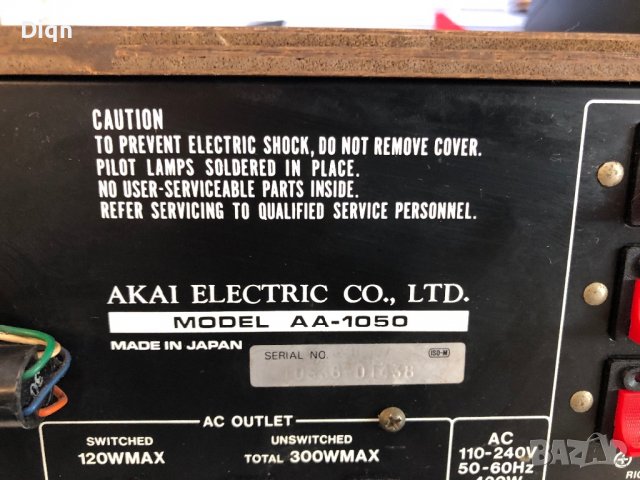 Diqn
CAUTION
TO PREVENT ELECTRIC SHOCK, DO NOT REMOVE COVER.
PILOT LAMPS SOLDERED IN PLACE.
NO USER-SERVICEABLE PARTS INSIDE.
REFER SERVICING TO QUALIFIED SERVICE PERSONNEL.
AKAI ELECTRIC CO., LTD.
MODEL AA-1050
MADE IN JAPAN
SERIAL NO.
ISO-M
AC OUTLET
SWITCHED
120WMAX
UNSWITCHED
TOTAL 300WMAX
AC
110-240V
50-60Hz